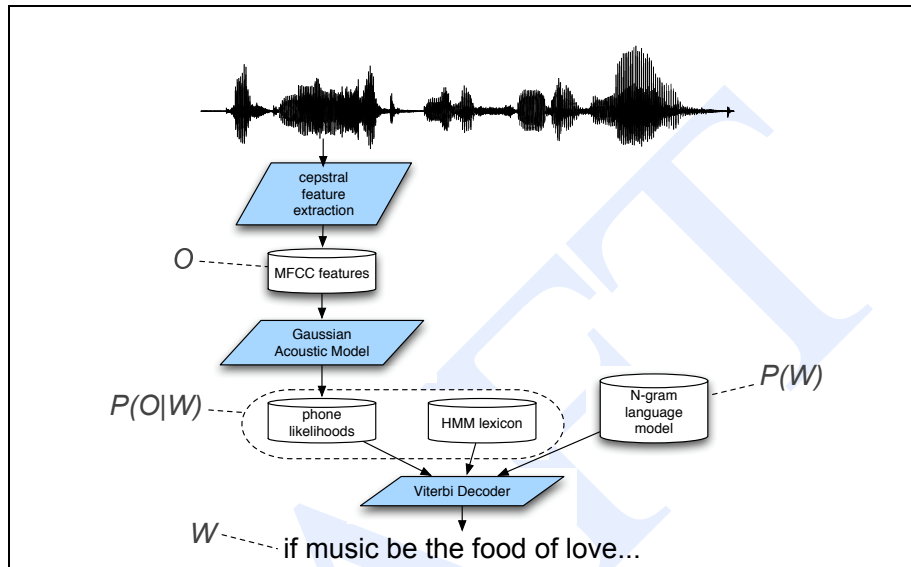 cepstral
feature
extraction
O
MFCC features
Gaussian
Acoustic Model
P(O|W)
phone
likelihoods
HMM lexicon
N-gram
language
model
P(W)
Viterbi Decoder
W
if music be the food of love...